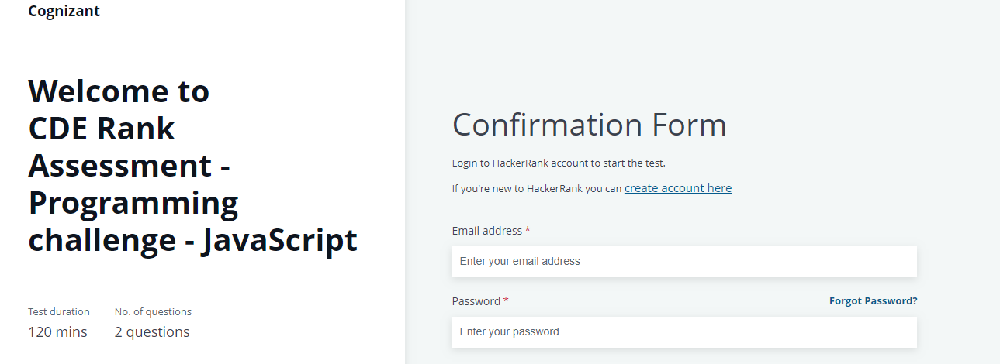 Cognizant
Welcome to
CDE Rank
Assessment -
Programming
challenge - JavaScript
Test duration
120 mins
No. of questions
2 questions
Confirmation Form
Login to HackerRank account to start the test.
If you're new to HackerRank you can create account here
Email address *
Enter your email address
Password *
Forgot Password?
Enter your password